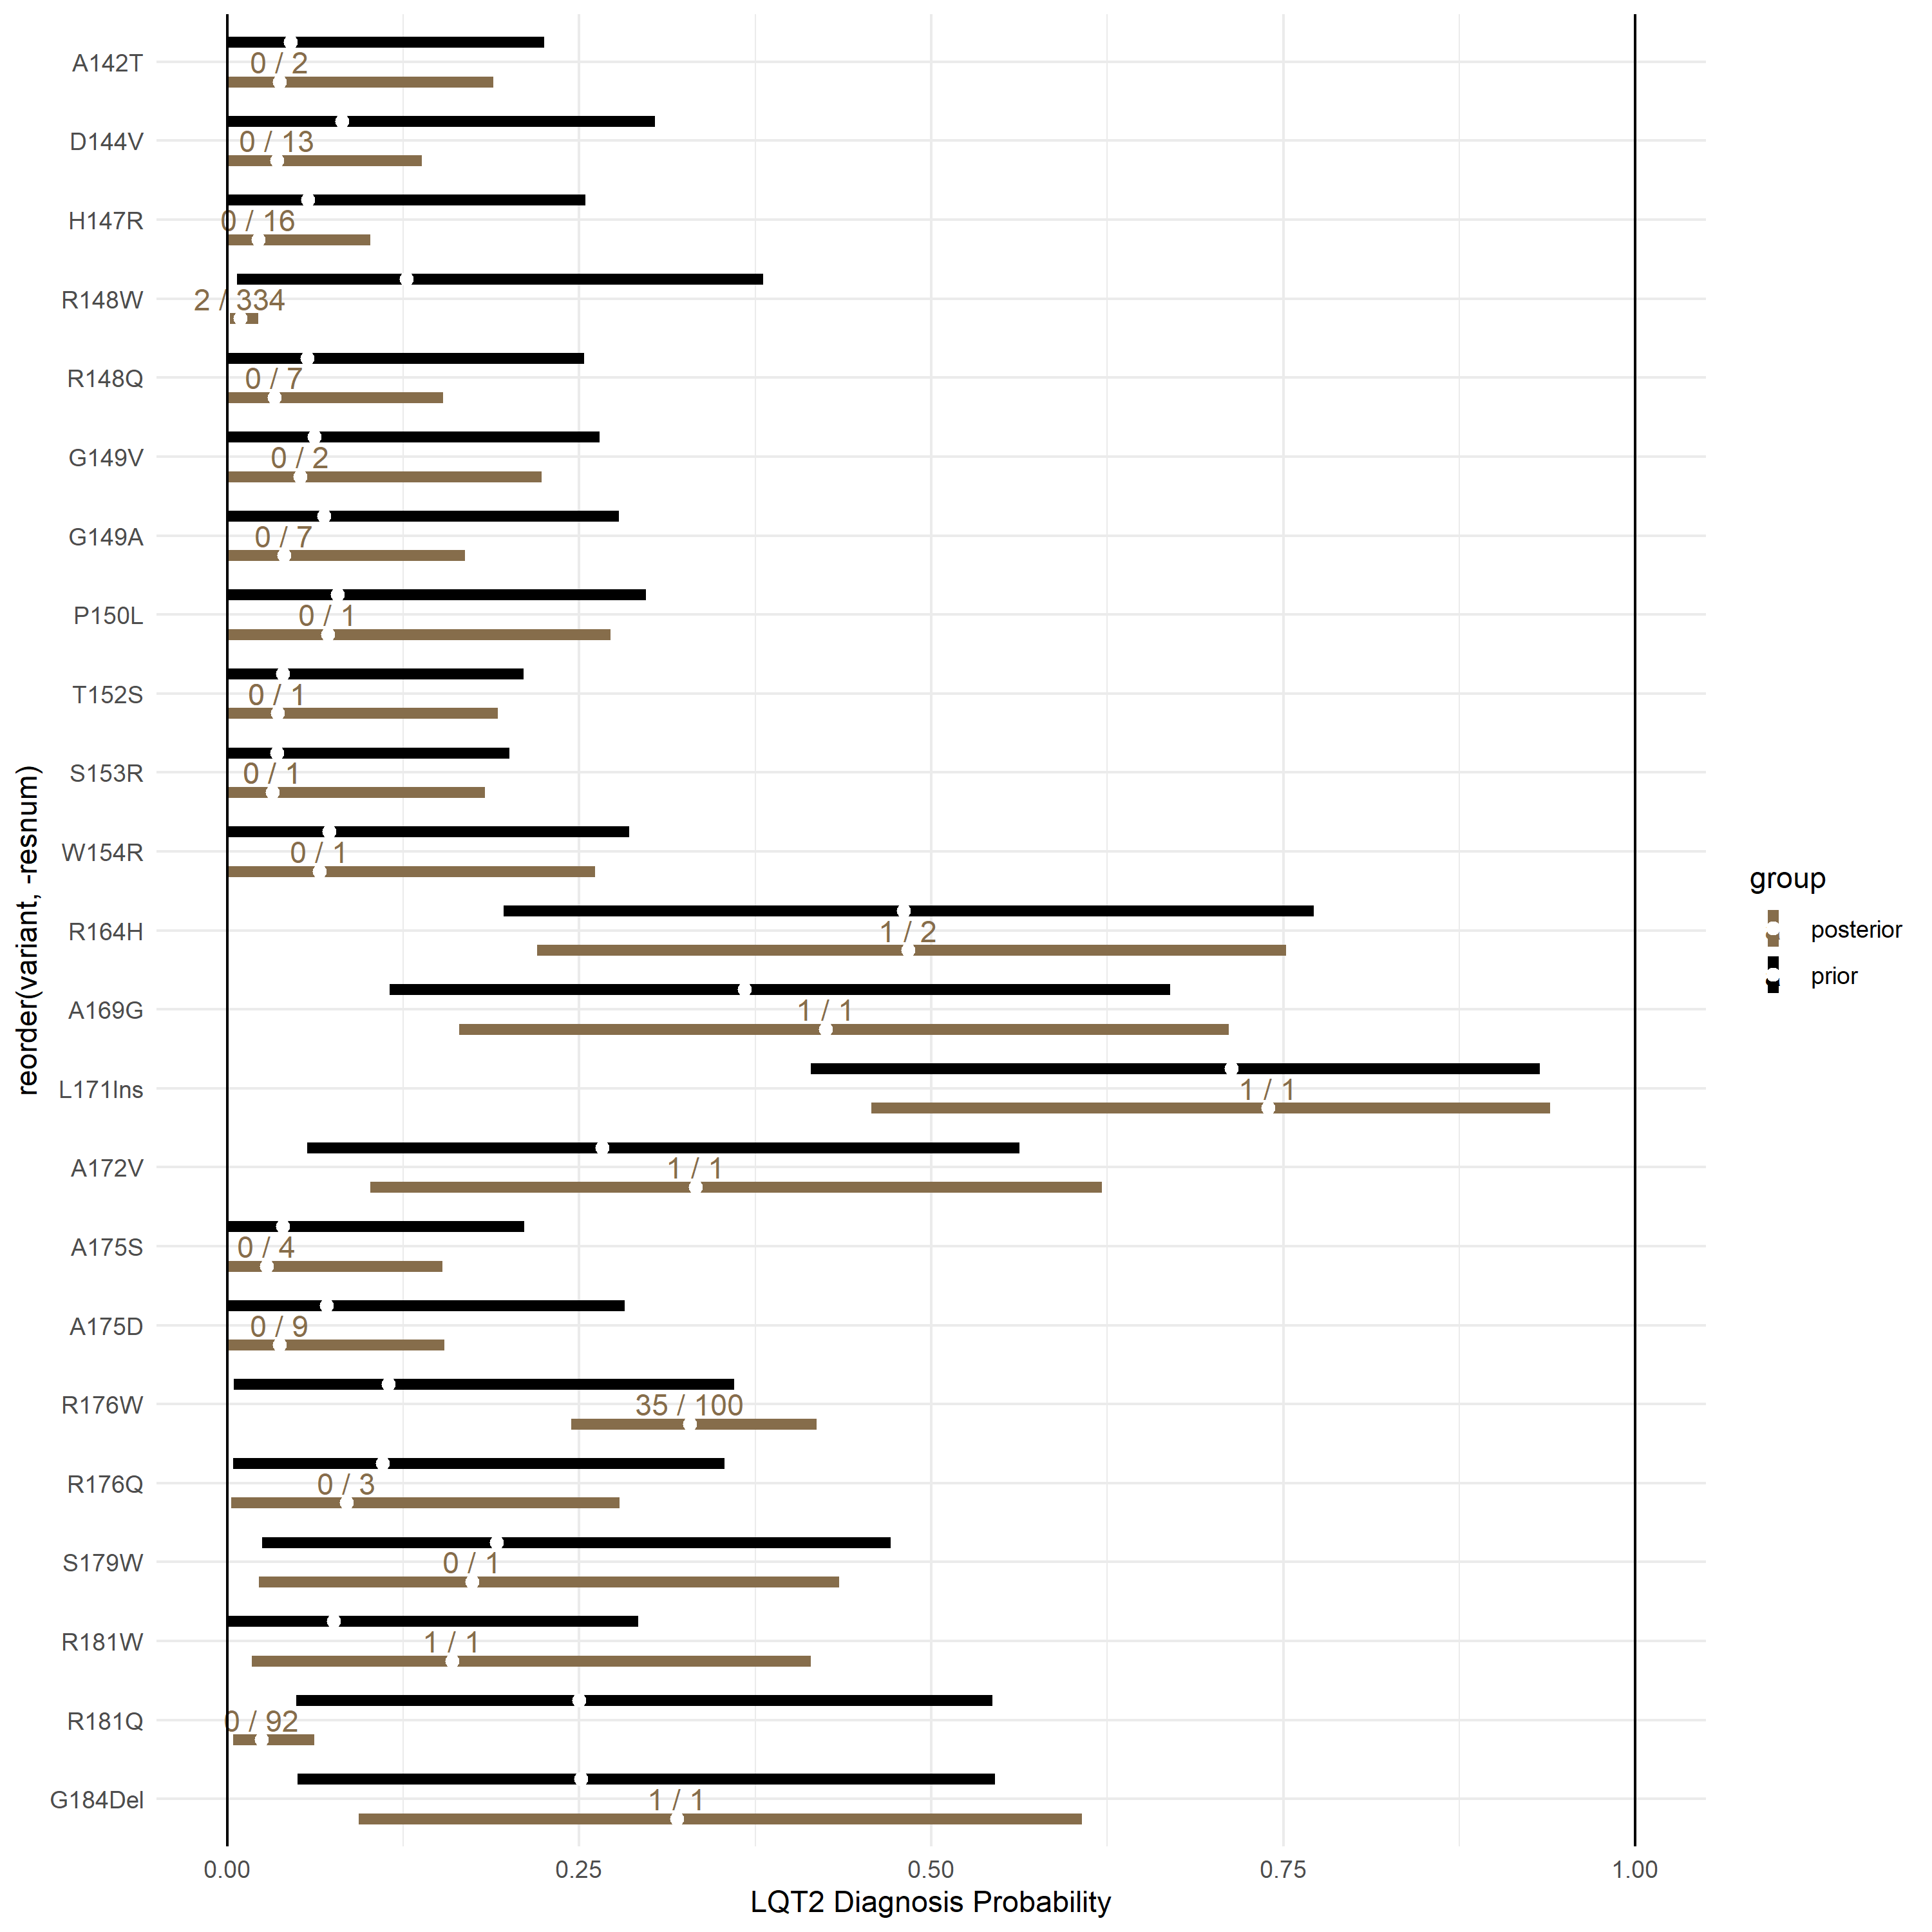 A142T
0 / 2
D144V
0 / 13
H147R
0 / 16
R148W
2 / 334
R148Q
0 / 7
G149V
0 / 2
G149A
0 / 7
P150L
0 / 1
T152S
0 / 1
S153R
0 / 1
W154R
0 / 1
R164H
1 / 2
A169G
1 / 1
L171Ins
1 / 1
A172V
1 / 1
A175S
0 / 4
A175D
0 / 9
R176W
35 / 100
R176Q
0 / 3
S179W
0 / 1
R181W
1 / 1
R181Q
0 / 92
G184Del
1 / 1
reorder(variant, -resnum)
0.00 0.25 0.50 0.75 1.00
LQT2 Diagnosis Probability
group
posterior
prior